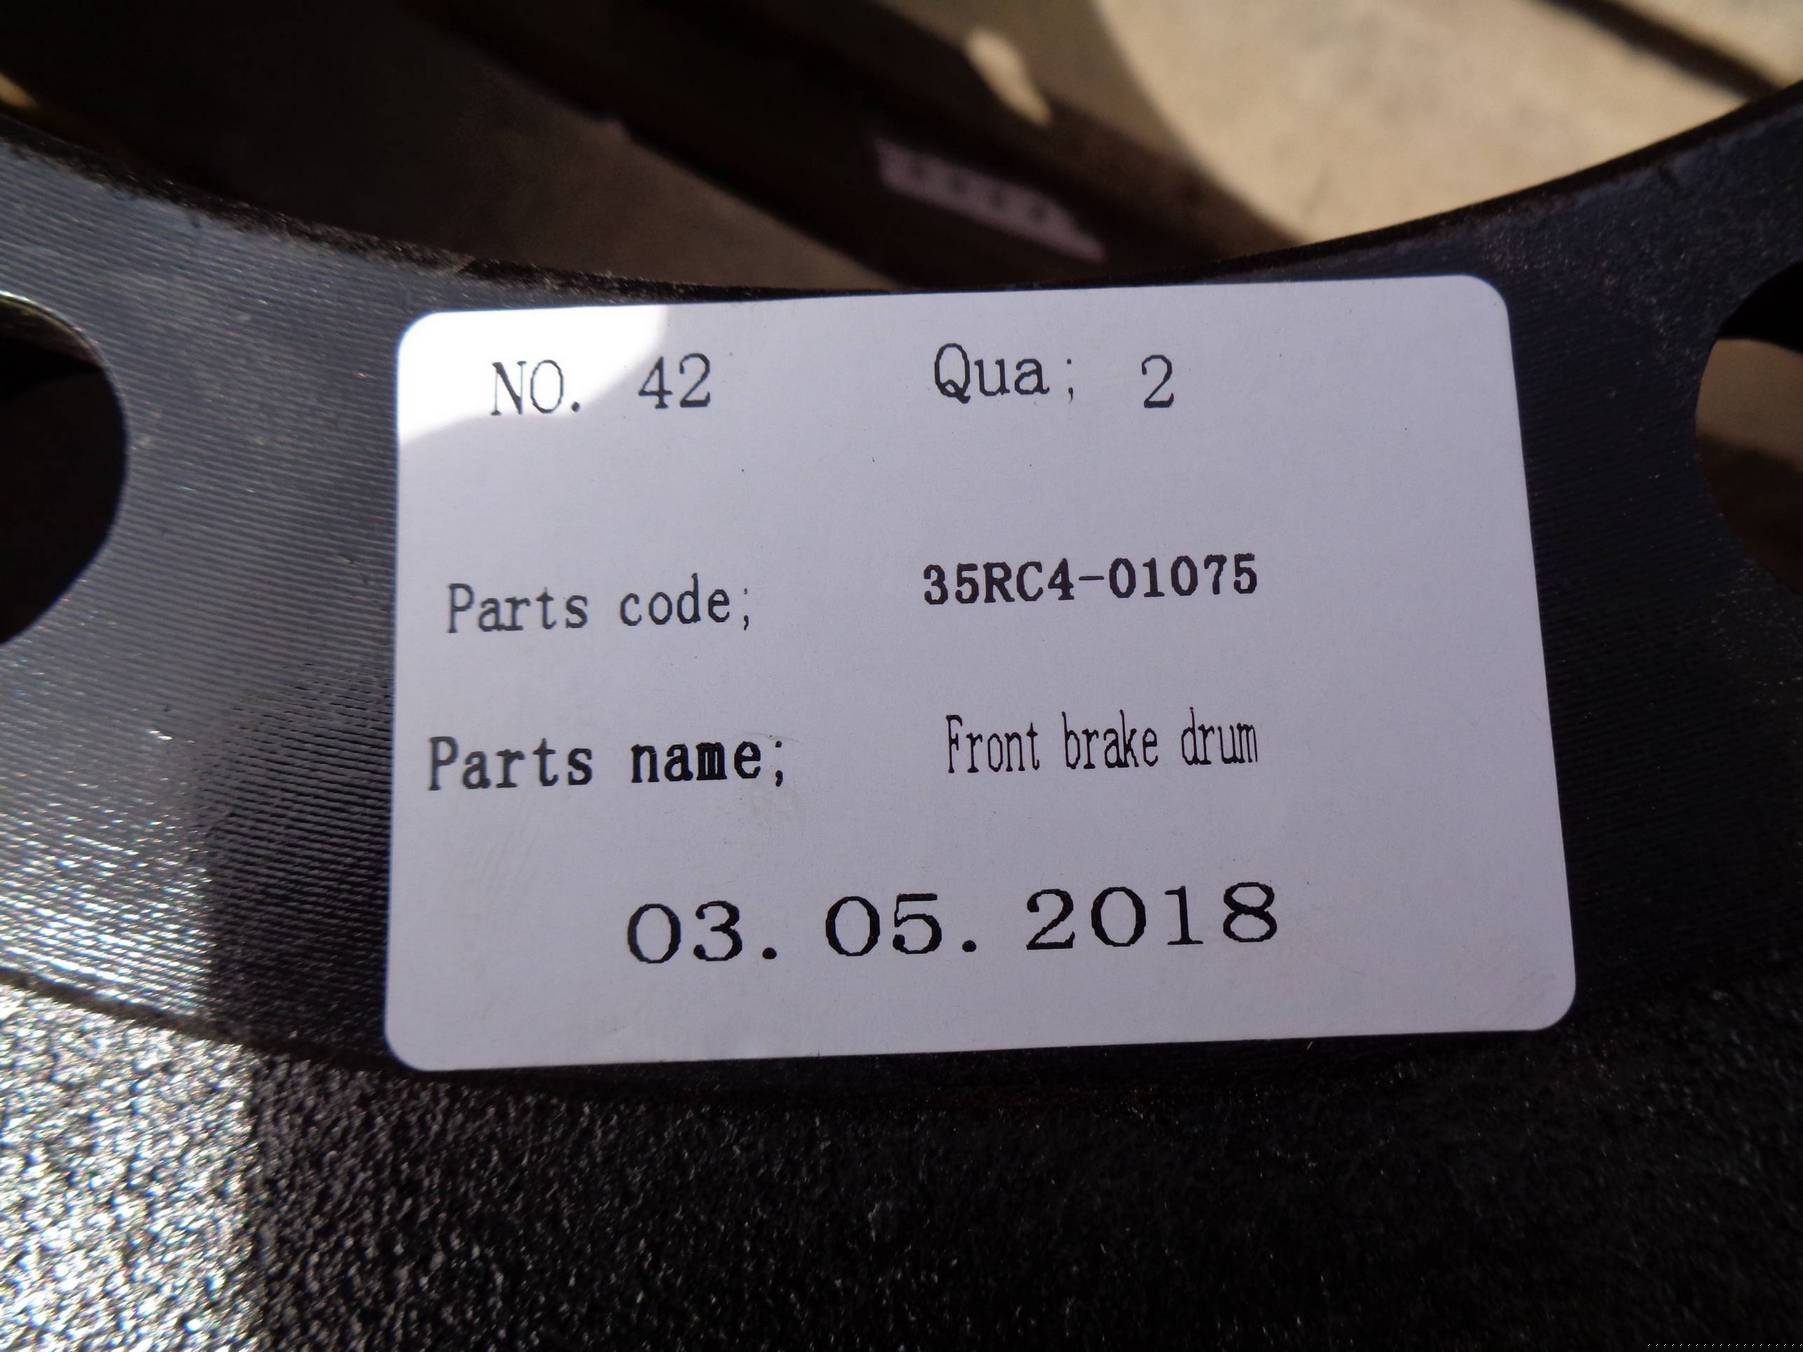 NO. 42 Qua; 2
Parts code; 35RC4-01075
Parts name; Front brake drum
03. 05. 2018